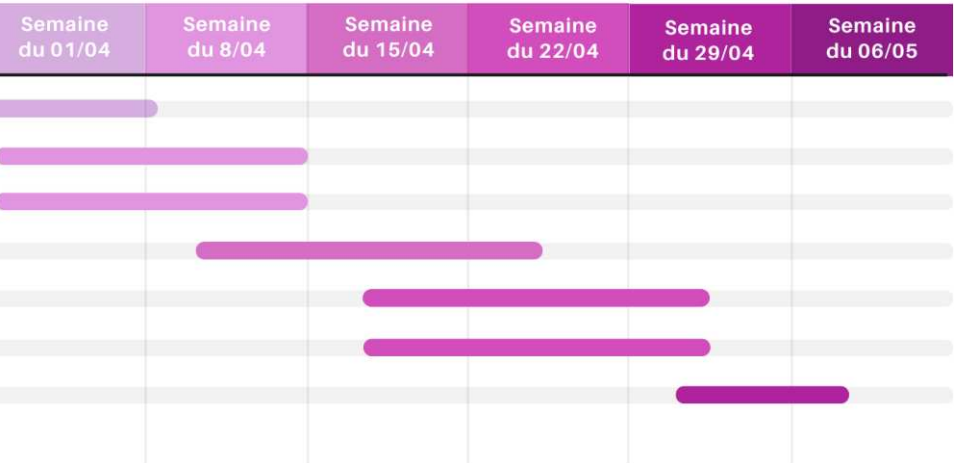 Semaine
du 01/04
Semaine
du 8/04
Semaine
du 15/04
Semaine
du 22/04
Semaine
du 29/04
Semaine
du 06/05